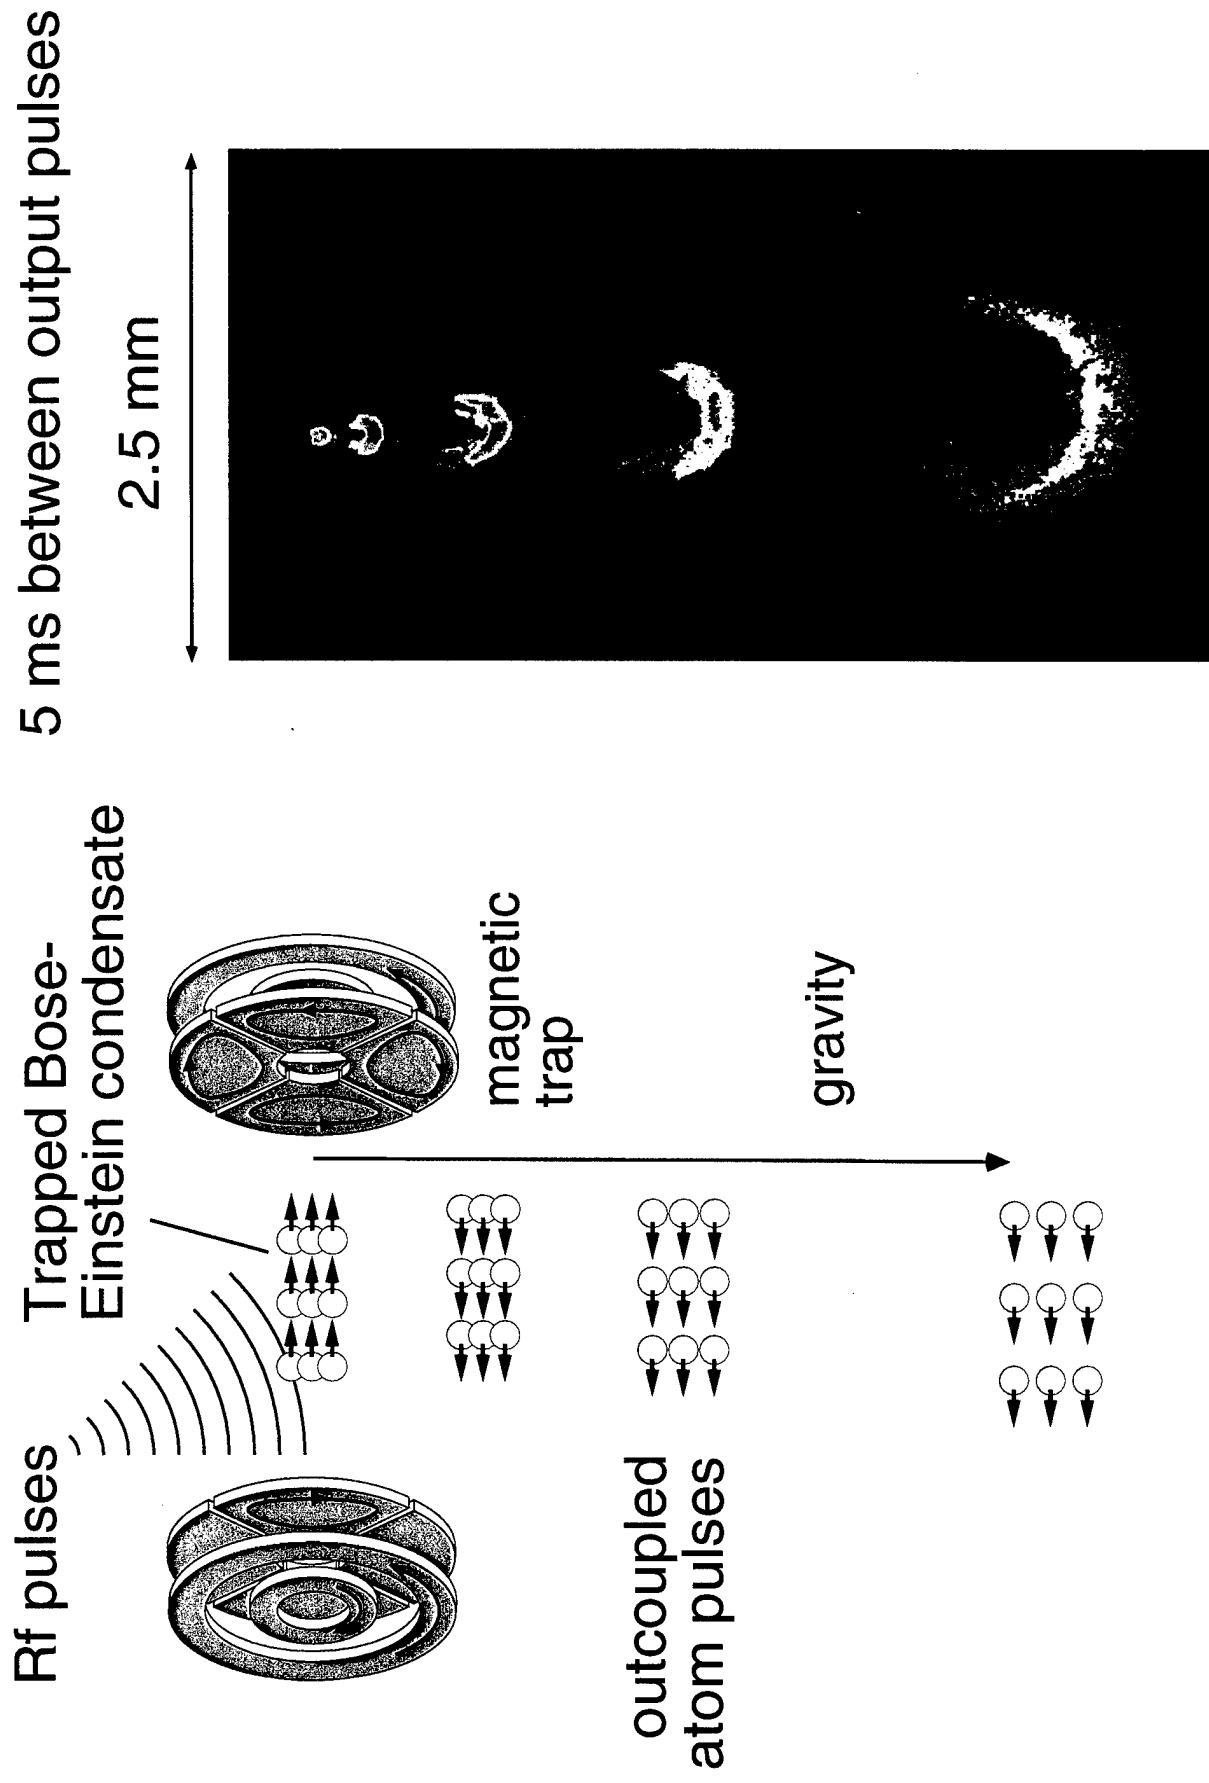 Rf pulses
Trapped Bose-
Einstein condensate
5 ms between output pulses
2.5 mm
magnetic
trap
gravity
outcoupled
atom pulses